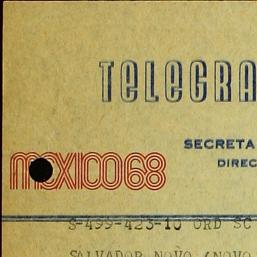 TELEGRA
SECRETA
DIREC
MEXICO68
S-499-423-10 ORD SC
SALVADOR NOVO (NOVO